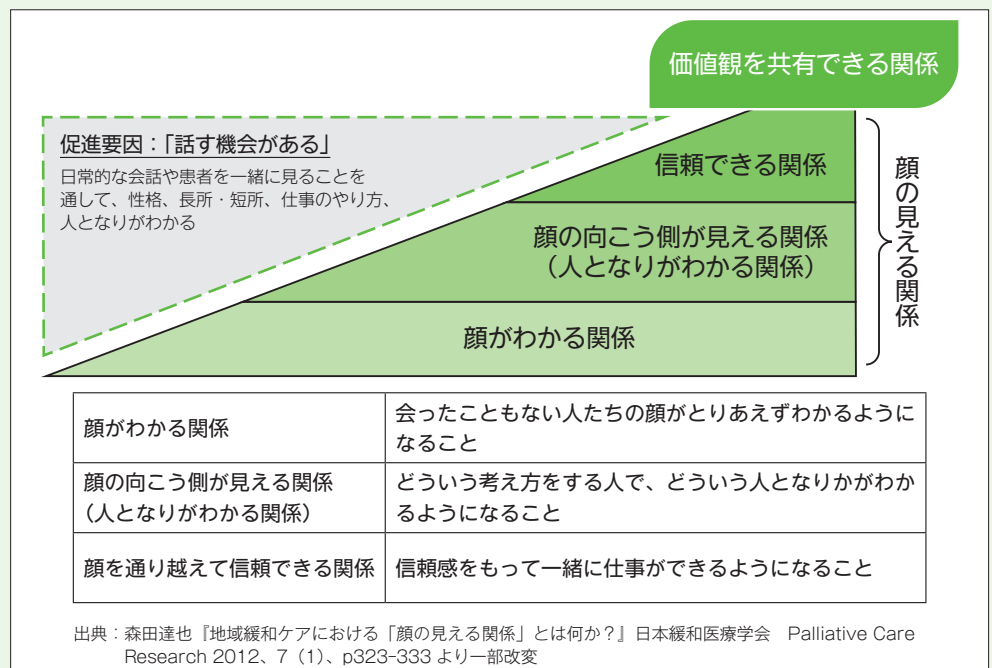 価値観を共有できる関係
促進要因：「話す機会がある」
日常的な会話や患者を一緒に見ることを
通して、性格、長所・短所、仕事のやり方、
人となりがわかる
信頼できる関係
顔の向こう側が見える関係
（人となりがわかる関係）
顔がわかる関係
顔の見える関係
顔がわかる関係
会ったこともない人たちの顔がとりあえずわかるように
なること
顔の向こう側が見える関係
（人となりがわかる関係）
どういう考え方をする人で、どういう人となりかがわか
るようになること
顔を通り越えて信頼できる関係
信頼感をもって一緒に仕事ができるようになること
出典：森田達也『地域緩和ケアにおける「顔の見える関係」とは何か？』日本緩和医療学会　Palliative Care
Research 2012、7（1）、p323-333 より一部改変